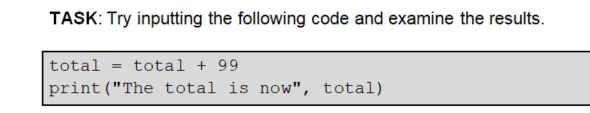 TASK: Try inputting the following code and examine the results.
total = total + 99
print("The total is now", total)